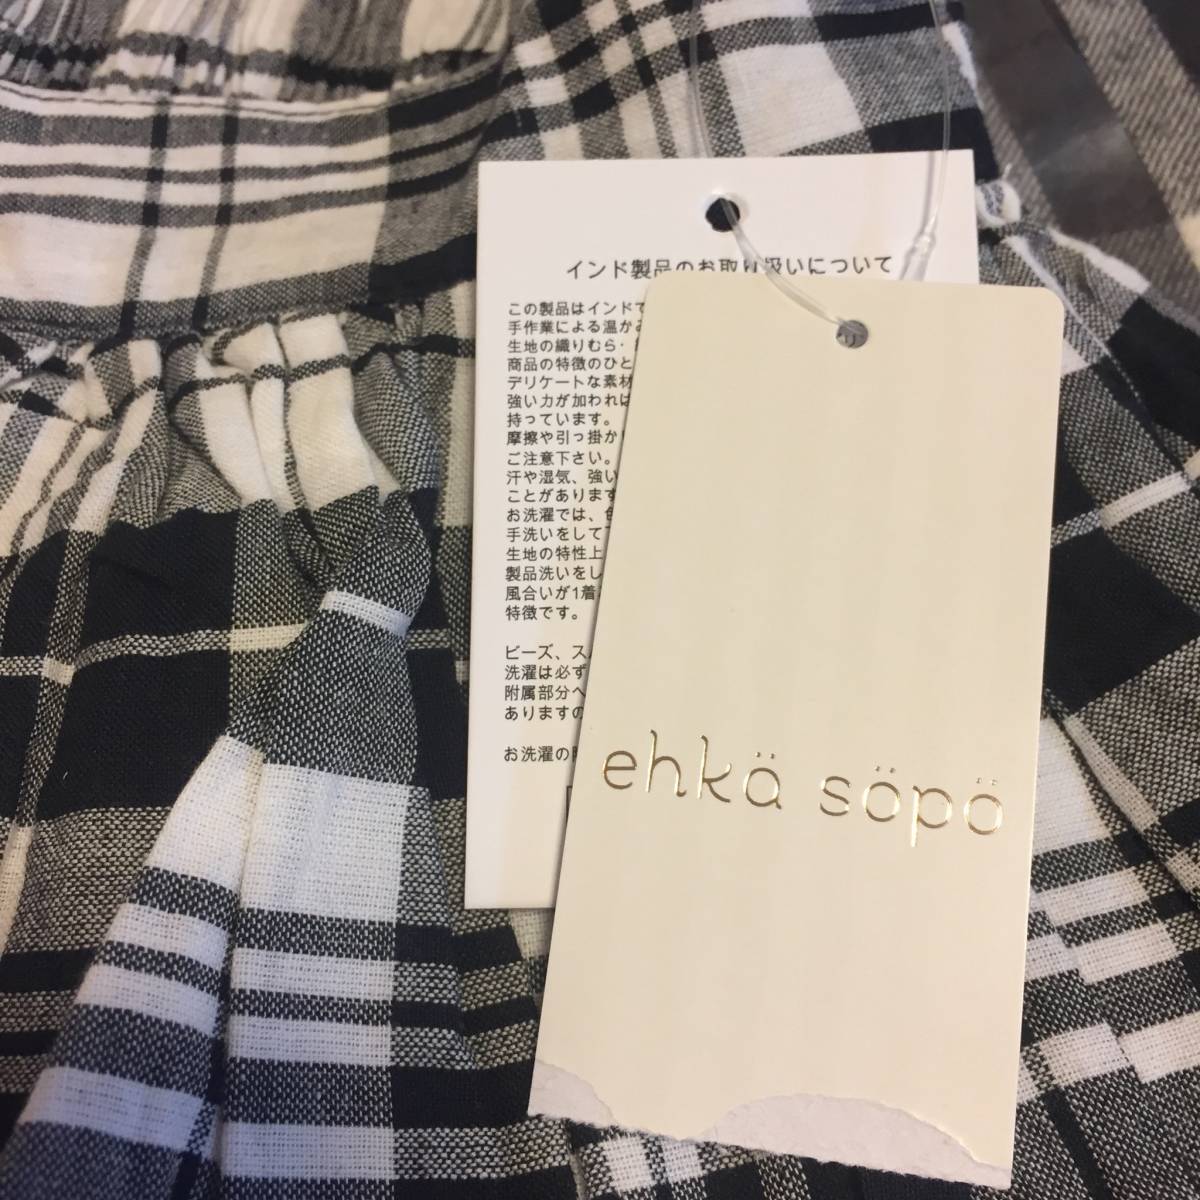 インド製品のお取り扱いについて
この製品はインドで
手作業による温かみ
生地の織りむら・
商品の特徴のひと
デリケートな素材
強い力が加われば
持っています。
摩擦や引っ掛かり
ご注意下さい。
汗や湿気、強い
ことがあります
お洗濯では、色
手洗いをして下
生地の特性上
製品洗いをし
風合いが1着
特徴です。
ビーズ、ス
洗濯は必ず
附属部分へ
ありますの
お洗濯の際
ehkä söpö